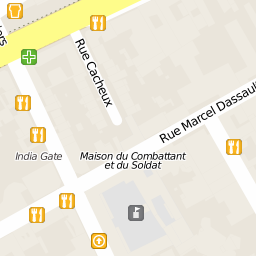 Rue Cacheux
Rue Marcel Dassault
India Gate
Maison du Combattant
et du Soldat